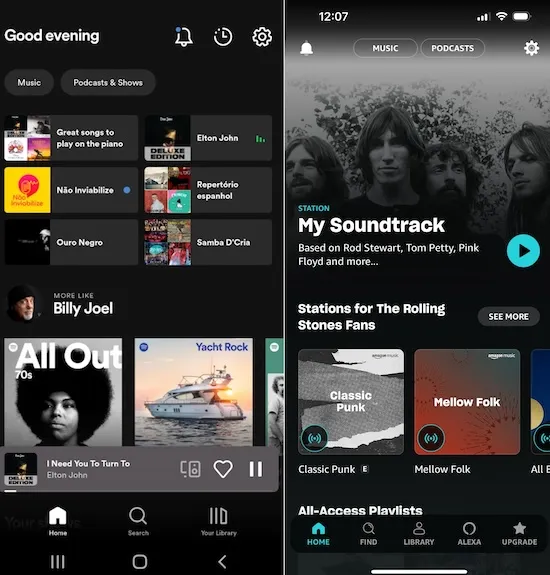 Good evening
Music
Podcasts & Shows
Great songs to
play on the piano
Elton John
DELUXE
EDITION
Não Inviabilize
NÃO
INVIABILIZE
Repertório
espanhol
Ouro Negro
Samba D'Cria
MORE LIKE
Billy Joel
All Out
70s
Yacht Rock
I Need You To Turn To
Elton John
Home
Search
Your Library
12:07
MUSIC
PODCASTS
STATION
My Soundtrack
Based on Rod Stewart, Tom Petty, Pink
Floyd and more...
Stations for The Rolling
Stones Fans
SEE MORE
amazon music
Classic
Punk
amazon music
Mellow Folk
Classic Punk E
Mellow Folk
All-Access Playlists
HOME
FIND
LIBRARY
ALEXA
UPGRADE